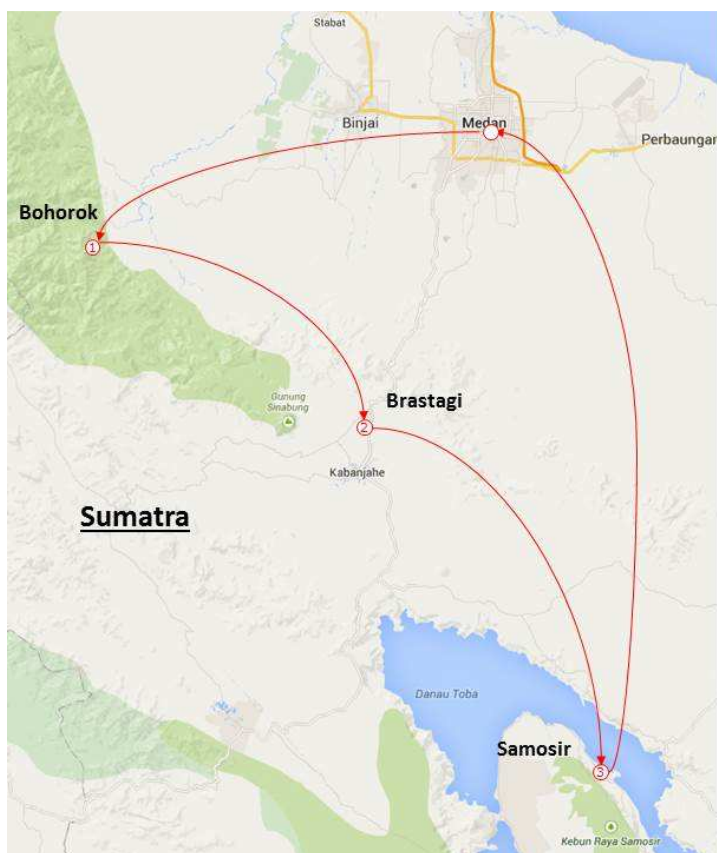 Stabat
Binjai
Medan
Perbaungan
Bohorok
1
Gunung
Sinabung
Brastagi
2
Kabanjahe
Sumatra
Danau Toba
Samosir
3
Kebun Raya Samosir